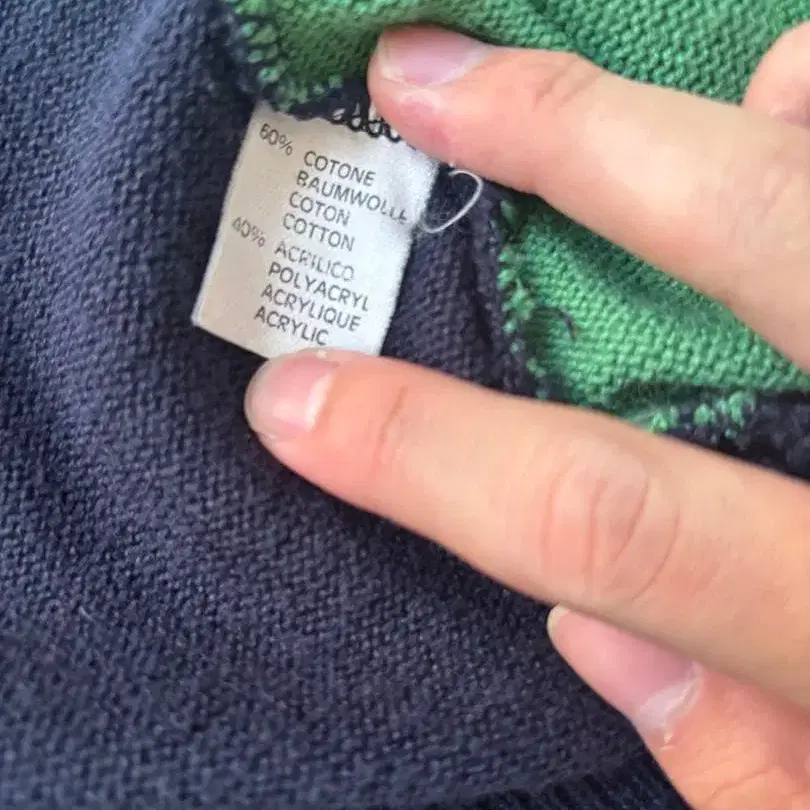 60% COTONE
BAUMWOLLE
COTON
COTTON
40% ACRILICO
POLYACRYL
ACRYLIQUE
ACRYLIC